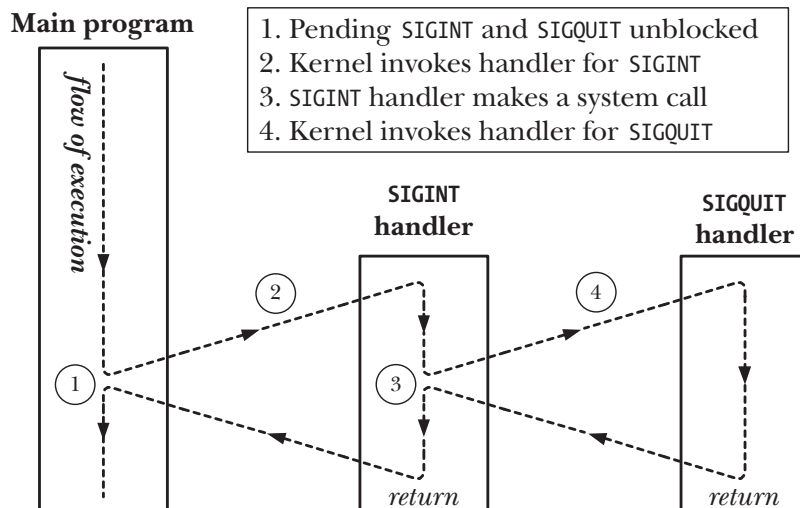 Main program
1. Pending SIGINT and SIGQUIT unblocked
2. Kernel invokes handler for SIGINT
3. SIGINT handler makes a system call
4. Kernel invokes handler for SIGQUIT
flow of execution
SIGINT
handler
SIGQUIT
handler
2
4
1
3
return
return